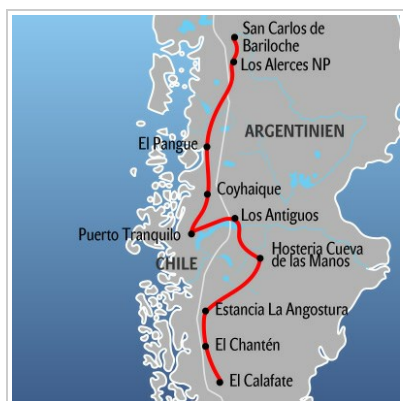 San Carlos de
Bariloche
Los Alerces NP
ARGENTINIEN
El Pangue
Coyhaique
Los Antiguos
Puerto Tranquilo
CHILE
Hosteria Cueva
de las Manos
Estancia La Angostura
El Chantén
El Calafate